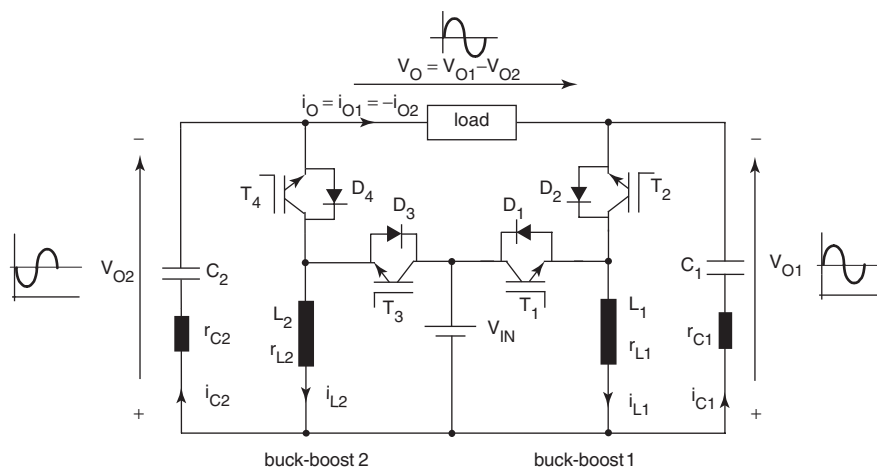 V_O = V_O1 – V_O2
i_O = i_O1 = –i_O2
load
– –
T_4 D_4 D_2 T_2
D_3 D_1
V_O2 C_2 C_1 V_O1
T_3 T_1
L_2 V_IN L_1
r_C2 r_L2 r_L1 r_C1
i_C2 i_L2 i_L1 i_C1
+ +
buck-boost 2 buck-boost 1